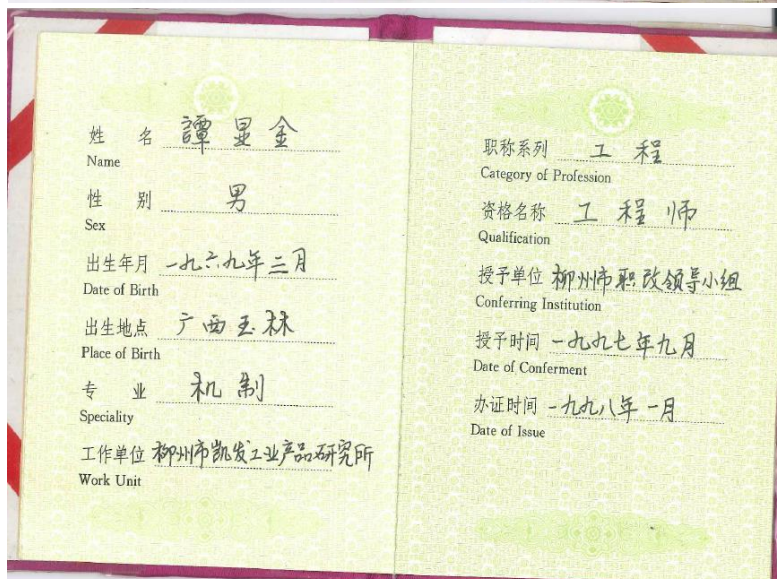 姓 名 譚显金
Name
性 别 男
Sex
出生年月 一九六九年三月
Date of Birth
出生地点 广西玉林
Place of Birth
专 业 机制
Speciality
工作单位 柳州市凯发工业产品研究所
Work Unit
职称系列 工程
Category of Profession
资格名称 工程师
Qualification
授予单位 柳州市职改领导小组
Conferring Institution
授予时间 一九九七年九月
Date of Conferment
办证时间 一九九八年一月
Date of Issue